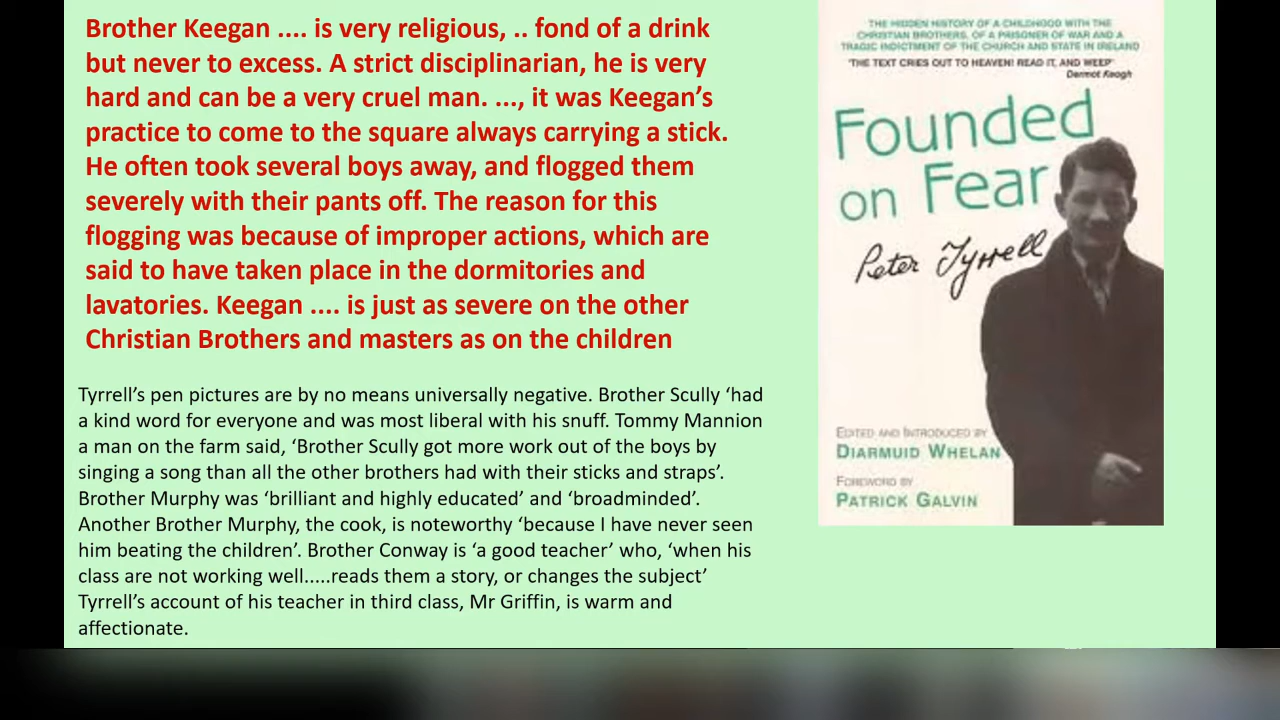 Brother Keegan .... is very religious, .. fond of a drink
but never to excess. A strict disciplinarian, he is very
hard and can be a very cruel man. ..., it was Keegan’s
practice to come to the square always carrying a stick.
He often took several boys away, and flogged them
severely with their pants off. The reason for this
flogging was because of improper actions, which are
said to have taken place in the dormitories and
lavatories. Keegan .... is just as severe on the other
Christian Brothers and masters as on the children
Tyrrell’s pen pictures are by no means universally negative. Brother Scully ‘had
a kind word for everyone and was most liberal with his snuff. Tommy Mannion
a man on the farm said, ‘Brother Scully got more work out of the boys by
singing a song than all the other brothers had with their sticks and straps’.
Brother Murphy was ‘brilliant and highly educated’ and ‘broadminded’.
Another Brother Murphy, the cook, is noteworthy ‘because I have never seen
him beating the children’. Brother Conway is ‘a good teacher’ who, ‘when his
class are not working well.....reads them a story, or changes the subject’
Tyrrell’s account of his teacher in third class, Mr Griffin, is warm and
affectionate.
THE HIDDEN HISTORY OF A CHILDHOOD WITH THE
CHRISTIAN BROTHERS, OF A PRISONER OF WAR AND A
TRAGIC INDICTMENT OF THE CHURCH AND STATE IN IRELAND
'THE TEXT CRIES OUT TO HEAVEN! READ IT, AND WEEP'
Dermot Keogh
Founded
on Fear
Peter Tyrrell
EDITED AND INTRODUCED BY
DIARMUID WHELAN
FOREWORD BY
PATRICK GALVIN